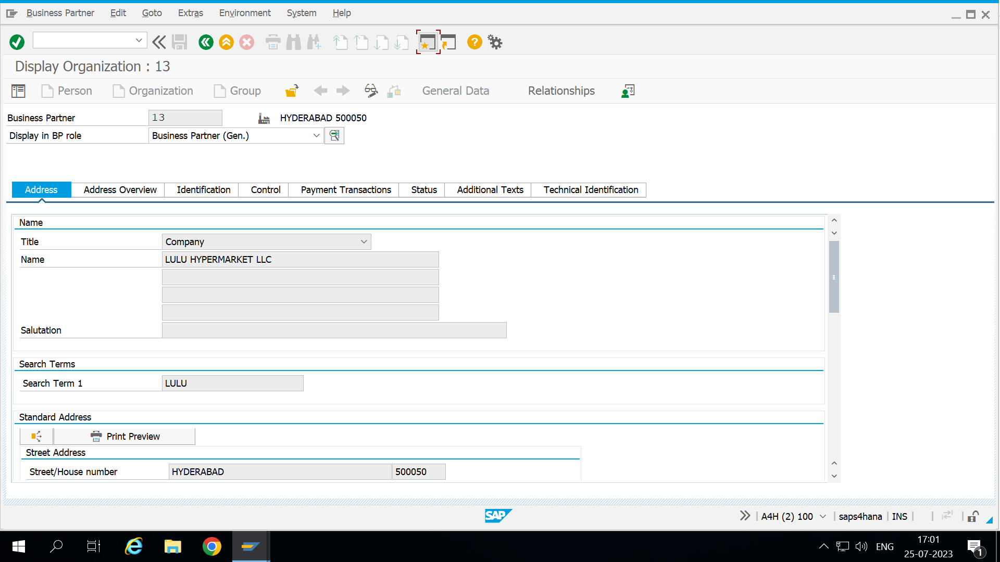 Business Partner Edit Goto Extras Environment System Help
Display Organization : 13
Person Organization Group General Data Relationships
Business Partner 13 HYDERABAD 500050
Display in BP role Business Partner (Gen.)
Address Address Overview Identification Control Payment Transactions Status Additional Texts Technical Identification
Name
Title Company
Name LULU HYPERMARKET LLC
Salutation
Search Terms
Search Term 1 LULU
Standard Address
Print Preview
Street Address
Street/House number HYDERABAD 500050
SAP A4H (2) 100 saps4hana INS
ENG 17:01
25-07-2023 1